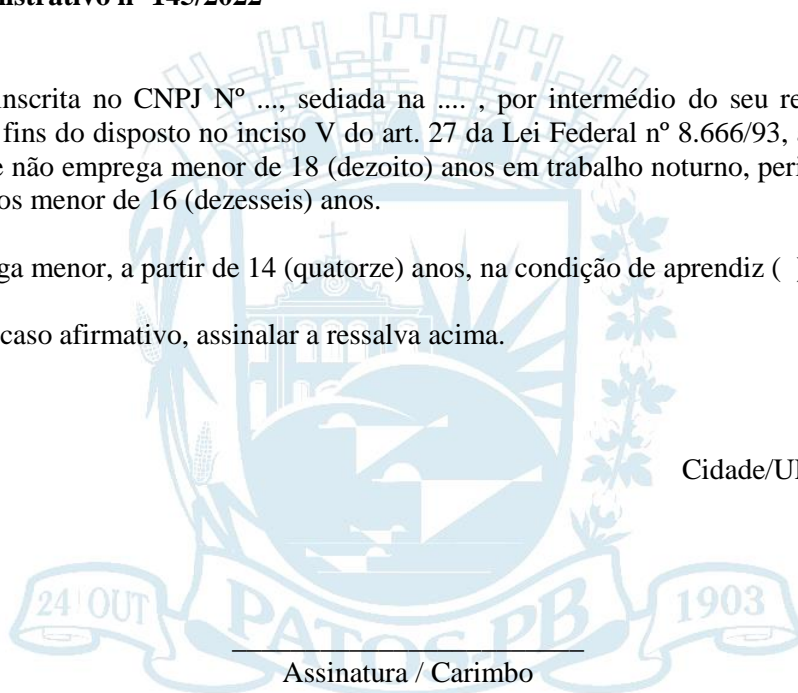 nistrativo nº 145/2022
inscrita no CNPJ Nº ..., sediada na .... , por intermédio do seu re
fins do disposto no inciso V do art. 27 da Lei Federal nº 8.666/93,
e não emprega menor de 18 (dezoito) anos em trabalho noturno, peri
os menor de 16 (dezesseis) anos.
ga menor, a partir de 14 (quatorze) anos, na condição de aprendiz ( )
caso afirmativo, assinalar a ressalva acima.
Cidade/U
24 OUT
PATOS-PB
1903
Assinatura / Carimbo